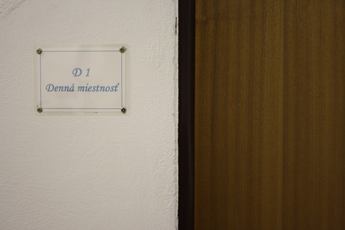 D 1
Denná miestnosť